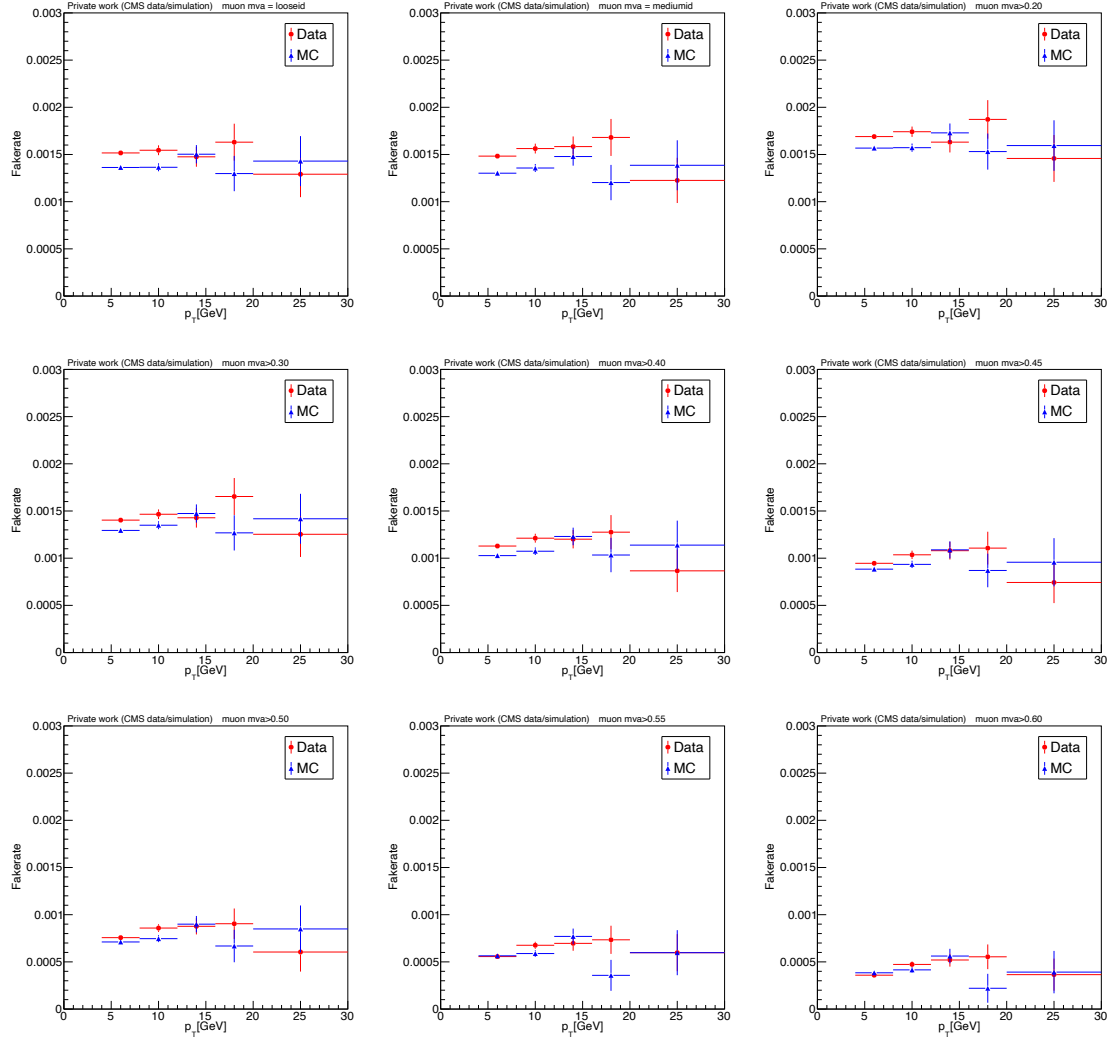 Private work (CMS data/simulation) muon mva = looseid
0.003
0.0025
0.002
0.0015
0.001
0.0005
0
Fakerate
Data
MC
0 5 10 15 20 25 30
p_T[GeV]
Private work (CMS data/simulation) muon mva = mediumid
0.003
0.0025
0.002
0.0015
0.001
0.0005
0
Fakerate
Data
MC
0 5 10 15 20 25 30
p_T[GeV]
Private work (CMS data/simulation) muon mva>0.20
0.003
0.0025
0.002
0.0015
0.001
0.0005
0
Fakerate
Data
MC
0 5 10 15 20 25 30
p_T[GeV]
Private work (CMS data/simulation) muon mva>0.30
0.003
0.0025
0.002
0.0015
0.001
0.0005
0
Fakerate
Data
MC
0 5 10 15 20 25 30
p_T[GeV]
Private work (CMS data/simulation) muon mva>0.40
0.003
0.0025
0.002
0.0015
0.001
0.0005
0
Fakerate
Data
MC
0 5 10 15 20 25 30
p_T[GeV]
Private work (CMS data/simulation) muon mva>0.45
0.003
0.0025
0.002
0.0015
0.001
0.0005
0
Fakerate
Data
MC
0 5 10 15 20 25 30
p_T[GeV]
Private work (CMS data/simulation) muon mva>0.50
0.003
0.0025
0.002
0.0015
0.001
0.0005
0
Fakerate
Data
MC
0 5 10 15 20 25 30
p_T[GeV]
Private work (CMS data/simulation) muon mva>0.55
0.003
0.0025
0.002
0.0015
0.001
0.0005
0
Fakerate
Data
MC
0 5 10 15 20 25 30
p_T[GeV]
Private work (CMS data/simulation) muon mva>0.60
0.003
0.0025
0.002
0.0015
0.001
0.0005
0
Fakerate
Data
MC
0 5 10 15 20 25 30
p_T[GeV]